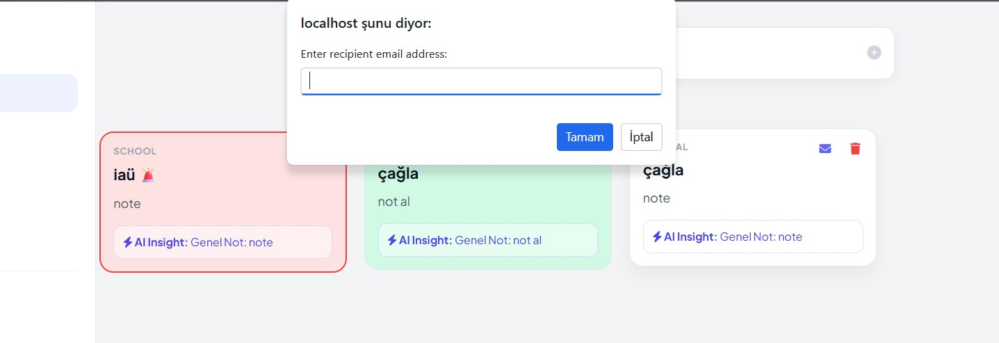 localhost şunu diyor:
Enter recipient email address:
Tamam
İptal
SCHOOL
iaü 🚨
note
AI Insight: Genel Not: note
çağla
not al
AI Insight: Genel Not: not al
AL
çağla
note
AI Insight: Genel Not: note